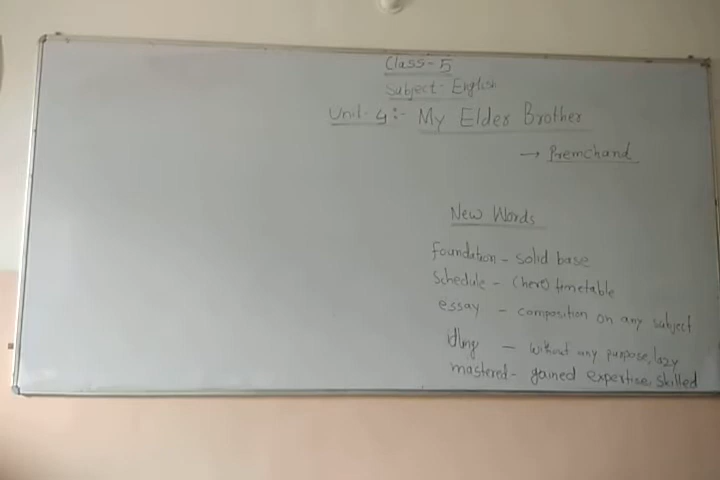 Class - 5
Subject - English
Unit - 4 :- My Elder Brother
→ Premchand
New Words
foundation - solid base
Schedule - (here) timetable
essay - composition on any subject
idling - without any purpose, lazy
mastered - gained expertise, skilled